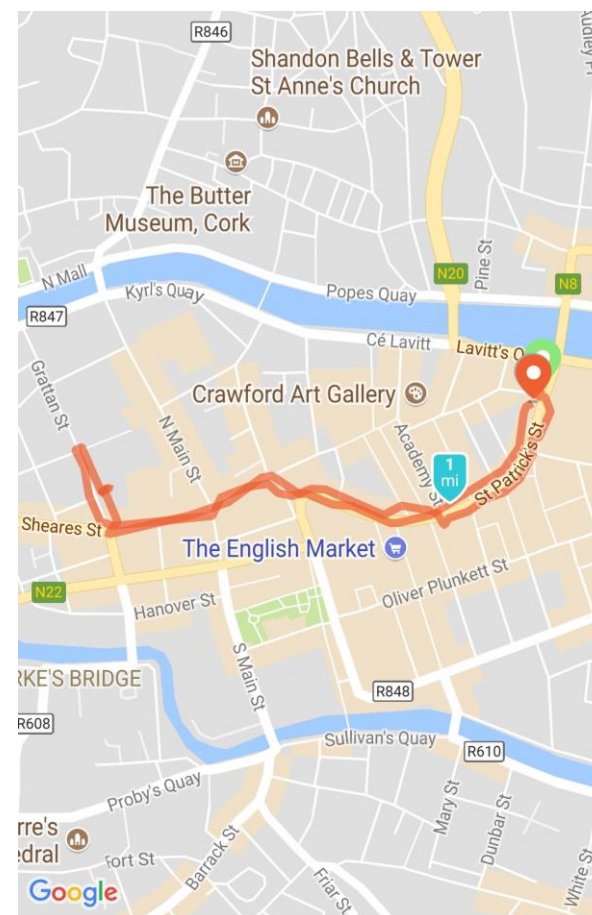 R846
Audley Pl
Shandon Bells & Tower
St Anne's Church
The Butter
Museum, Cork
N Mall
Kyrl's Quay
Popes Quay
N20
Pine St
N8
R847
Cé Lavitt
Lavitt's Q
Grattan St
N Main St
Crawford Art Gallery
Academy St
1
mi
St Patrick's St
Sheares St
The English Market
N22
Hanover St
Oliver Plunkett St
S Main St
RKE'S BRIDGE
R848
R608
Sullivan's Quay
R610
Proby's Quay
Mary St
Dunbar St
rre's
edral
Fort St
Barrack St
Friar St
White St
Google